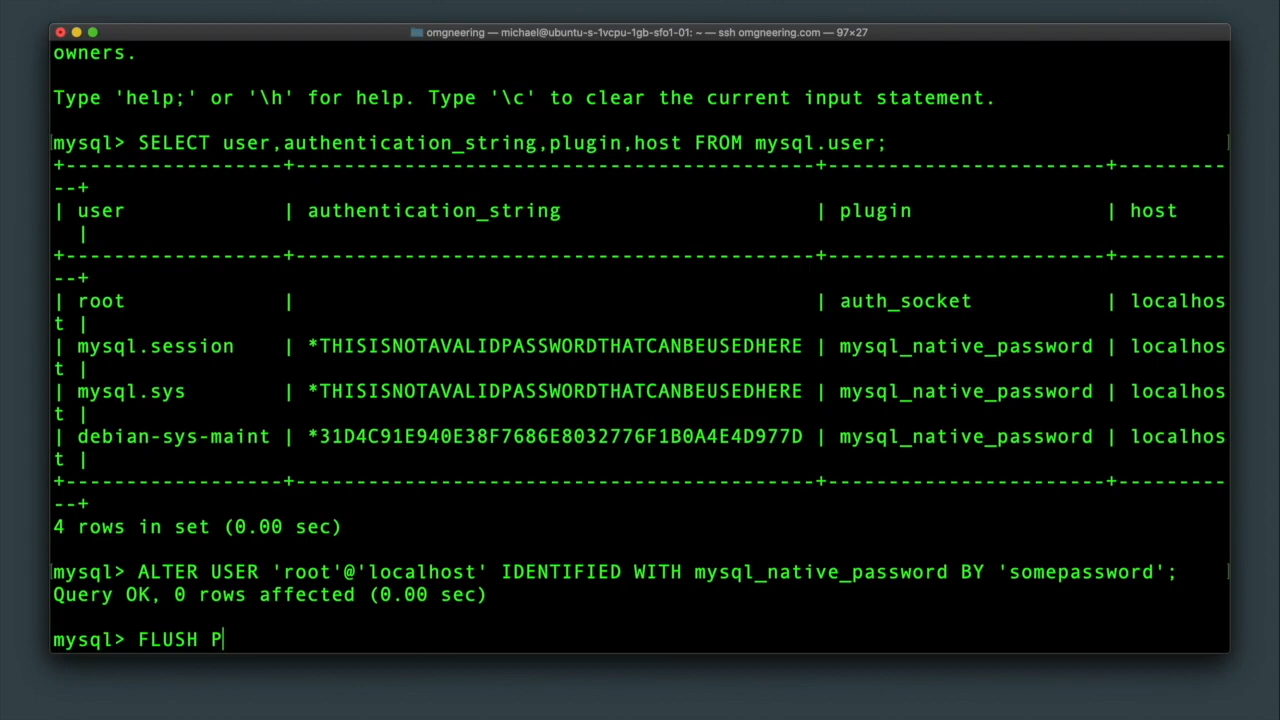 omgneering — michael@ubuntu-s-1vcpu-1gb-sfo1-01: ~ — ssh omgneering.com — 97×27
owners.
Type 'help;' or '\h' for help. Type '\c' to clear the current input statement.
mysql> SELECT user,authentication_string,plugin,host FROM mysql.user;
+------------------+-------------------------------------------+-----------------------+---------
--+
| user             | authentication_string                     | plugin                | host
  |
+------------------+-------------------------------------------+-----------------------+---------
--+
| root             |                                           | auth_socket           | localhos
t |
| mysql.session    | *THISISNOTAVALIDPASSWORDTHATCANBEUSEDHERE | mysql_native_password | localhos
t |
| mysql.sys        | *THISISNOTAVALIDPASSWORDTHATCANBEUSEDHERE | mysql_native_password | localhos
t |
| debian-sys-maint | *31D4C91E940E38F7686E8032776F1B0A4E4D977D | mysql_native_password | localhos
t |
+------------------+-------------------------------------------+-----------------------+---------
--+
4 rows in set (0.00 sec)
mysql> ALTER USER 'root'@'localhost' IDENTIFIED WITH mysql_native_password BY 'somepassword';
Query OK, 0 rows affected (0.00 sec)
mysql> FLUSH P